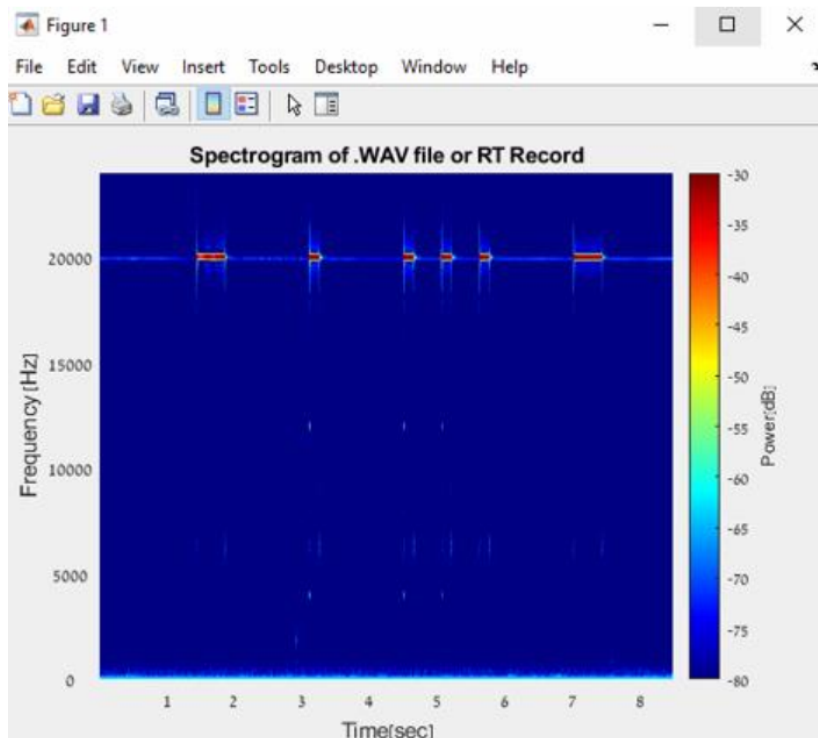 Figure 1
File Edit View Insert Tools Desktop Window Help
Spectrogram of .WAV file or RT Record
20000
15000
10000
5000
0
Frequency [Hz]
1 2 3 4 5 6 7 8
Time[sec]
-30
-35
-40
-45
-50
-55
-60
-65
-70
-75
-80
Power[dB]